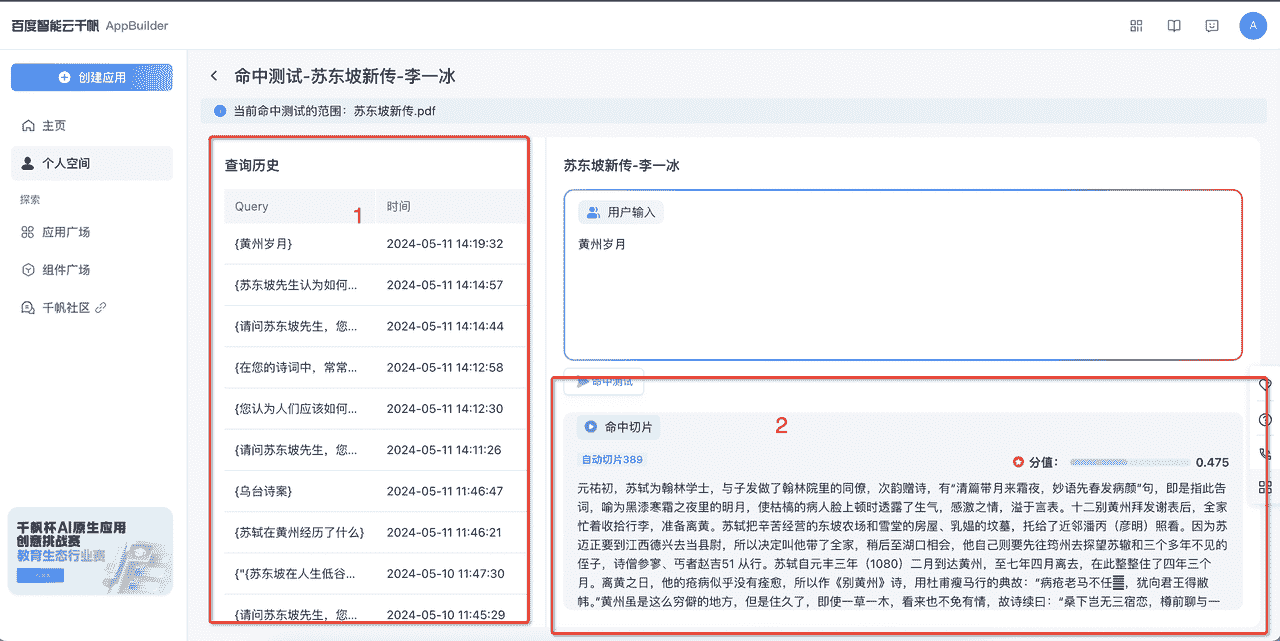 百度智能云千帆 AppBuilder
A
创建应用
主页
个人空间
探索
应用广场
组件广场
千帆社区
千帆杯AI原生应用
创意挑战赛
教育生态行业赛
命中测试-苏东坡新传-李一冰
当前命中测试的范围：苏东坡新传.pdf
查询历史
Query 时间
1
{黄州岁月} 2024-05-11 14:19:32
{苏东坡先生认为如何... 2024-05-11 14:14:57
{请问苏东坡先生，您... 2024-05-11 14:14:44
{在您的诗词中，常常... 2024-05-11 14:12:58
{您认为人们应该如何... 2024-05-11 14:12:30
{请问苏东坡先生，您... 2024-05-11 14:11:26
{乌台诗案} 2024-05-11 11:46:47
{苏轼在黄州经历了什么} 2024-05-11 11:46:21
{"{苏东坡在人生低谷... 2024-05-10 11:47:30
{请问苏东坡先生，您... 2024-05-10 11:45:29
苏东坡新传-李一冰
用户输入
黄州岁月
命中测试
命中切片
2
自动切片389
分值： 0.475
元祐初，苏轼为翰林学士，与子发做了翰林院里的同僚，次韵赠诗，有“清篇带月来霜夜，妙语先春发病颜”句，即是指此告
词，喻为黑漆寒霜之夜里的明月，使枯槁的病人脸上顿时透露了生气，感激之情，溢于言表。十二别黄州拜发谢表后，全家
忙着收拾行李，准备离黄。苏轼把辛苦经营的东坡农场和雪堂的房屋、乳媪的坟墓，托给了近邻潘丙（彦明）照看。因为苏
迈正要到江西德兴去当县尉，所以决定叫他带了全家，稍后至湖口相会，他自己则要先往筠州去探望苏辙和三个多年不见的
侄子，诗僧参寥、丐者赵吉51 从行。苏轼自元丰三年（1080）二月到达黄州，至七年四月离去，在此整整住了四年三个
月。离黄之日，他的疮病似乎没有痊愈，所以作《别黄州》诗，用杜甫瘦马行的典故：“病疮老马不任，犹向君王得敝
帏。”黄州虽是这么穷僻的地方，但是住久了，即使一草一木，看来也不免有情，故诗续曰：“桑下岂无三宿恋，樽前聊与一